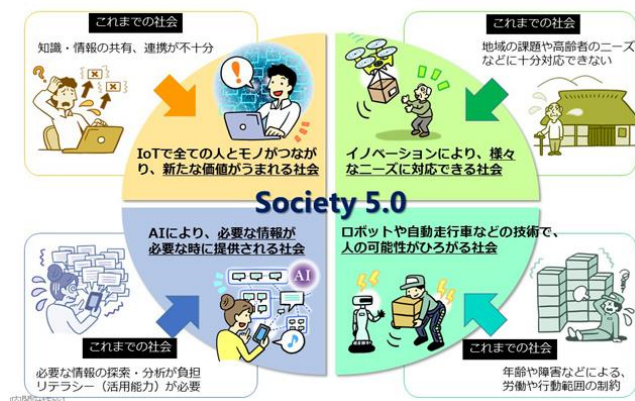 これまでの社会
知識・情報の共有、連携が不十分
IoTで全ての人とモノがつなが
り、新たな価値がうまれる社会
これまでの社会
地域の課題や高齢者のニーズ
などに十分対応できない
イノベーションにより、様々
なニーズに対応できる社会
Society 5.0
AIにより、必要な情報が
必要な時に提供される社会
AI
これまでの社会
必要な情報の探索・分析が負担
リテラシー（活用能力）が必要
ロボットや自動走行車などの技術で、
人の可能性がひろがる社会
これまでの社会
年齢や障害などによる、
労働や行動範囲の制約